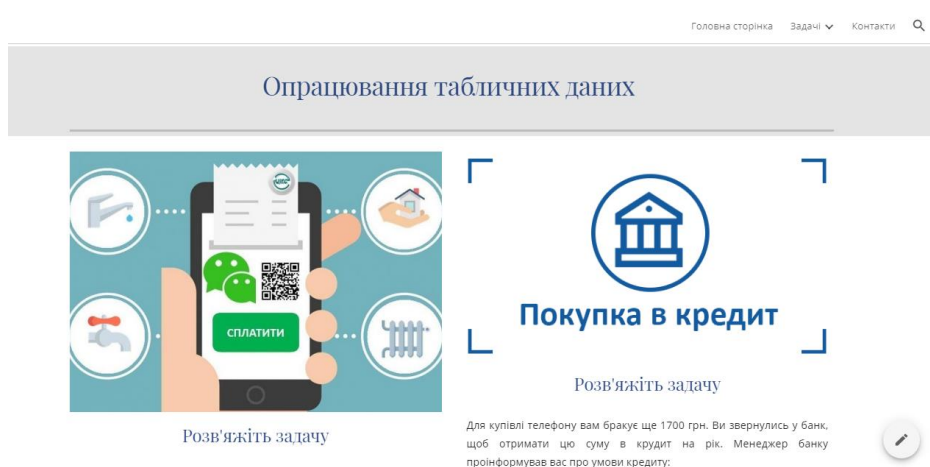 Головна сторінка Задачі Контакти
Опрацювання табличних даних
СПЛАТИТИ
Розв'яжіть задачу
Покупка в кредит
Розв'яжіть задачу
Для купівлі телефону вам бракує ще 1700 грн. Ви звернулись у банк,
щоб отримати цю суму в крудит на рік. Менеджер банку
проінформував вас про умови кредиту: